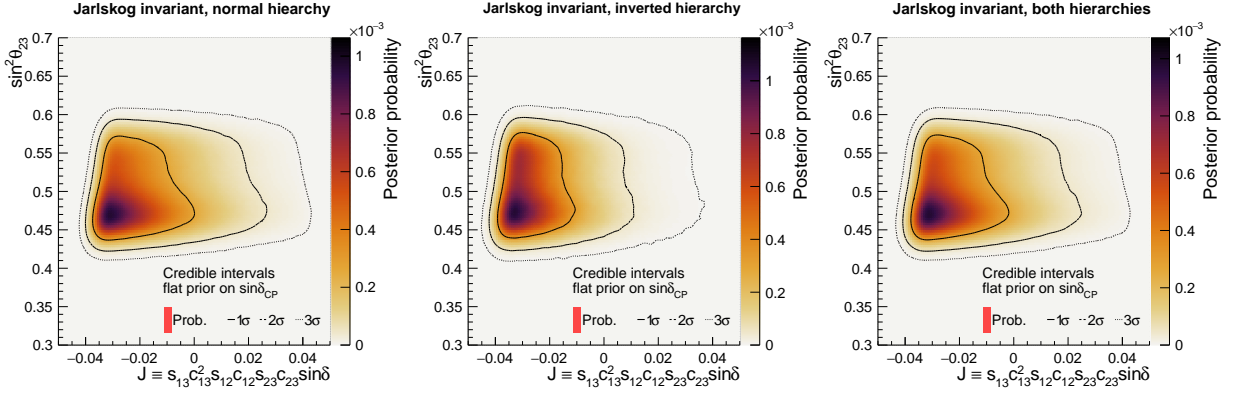 Jarlskog invariant, normal hiearchy
×10⁻³
sin²θ₂₃
0.7
0.65
0.6
0.55
0.5
0.45
0.4
0.35
0.3
−0.04 −0.02 0 0.02 0.04
J ≡ s₁₃c²₁₃s₁₂c₁₂s₂₃c₂₃sinδ
Credible intervals
flat prior on sinδ_CP
Prob. 1σ 2σ 3σ
1
0.8
0.6
0.4
0.2
0
Posterior probability
Jarlskog invariant, inverted hierarchy
×10⁻³
sin²θ₂₃
0.7
0.65
0.6
0.55
0.5
0.45
0.4
0.35
0.3
−0.04 −0.02 0 0.02 0.04
J ≡ s₁₃c²₁₃s₁₂c₁₂s₂₃c₂₃sinδ
Credible intervals
flat prior on sinδ_CP
Prob. 1σ 2σ 3σ
1
0.8
0.6
0.4
0.2
0
Posterior probability
Jarlskog invariant, both hierarchies
×10⁻³
sin²θ₂₃
0.7
0.65
0.6
0.55
0.5
0.45
0.4
0.35
0.3
−0.04 −0.02 0 0.02 0.04
J ≡ s₁₃c²₁₃s₁₂c₁₂s₂₃c₂₃sinδ
Credible intervals
flat prior on sinδ_CP
Prob. 1σ 2σ 3σ
1
0.8
0.6
0.4
0.2
0
Posterior probability